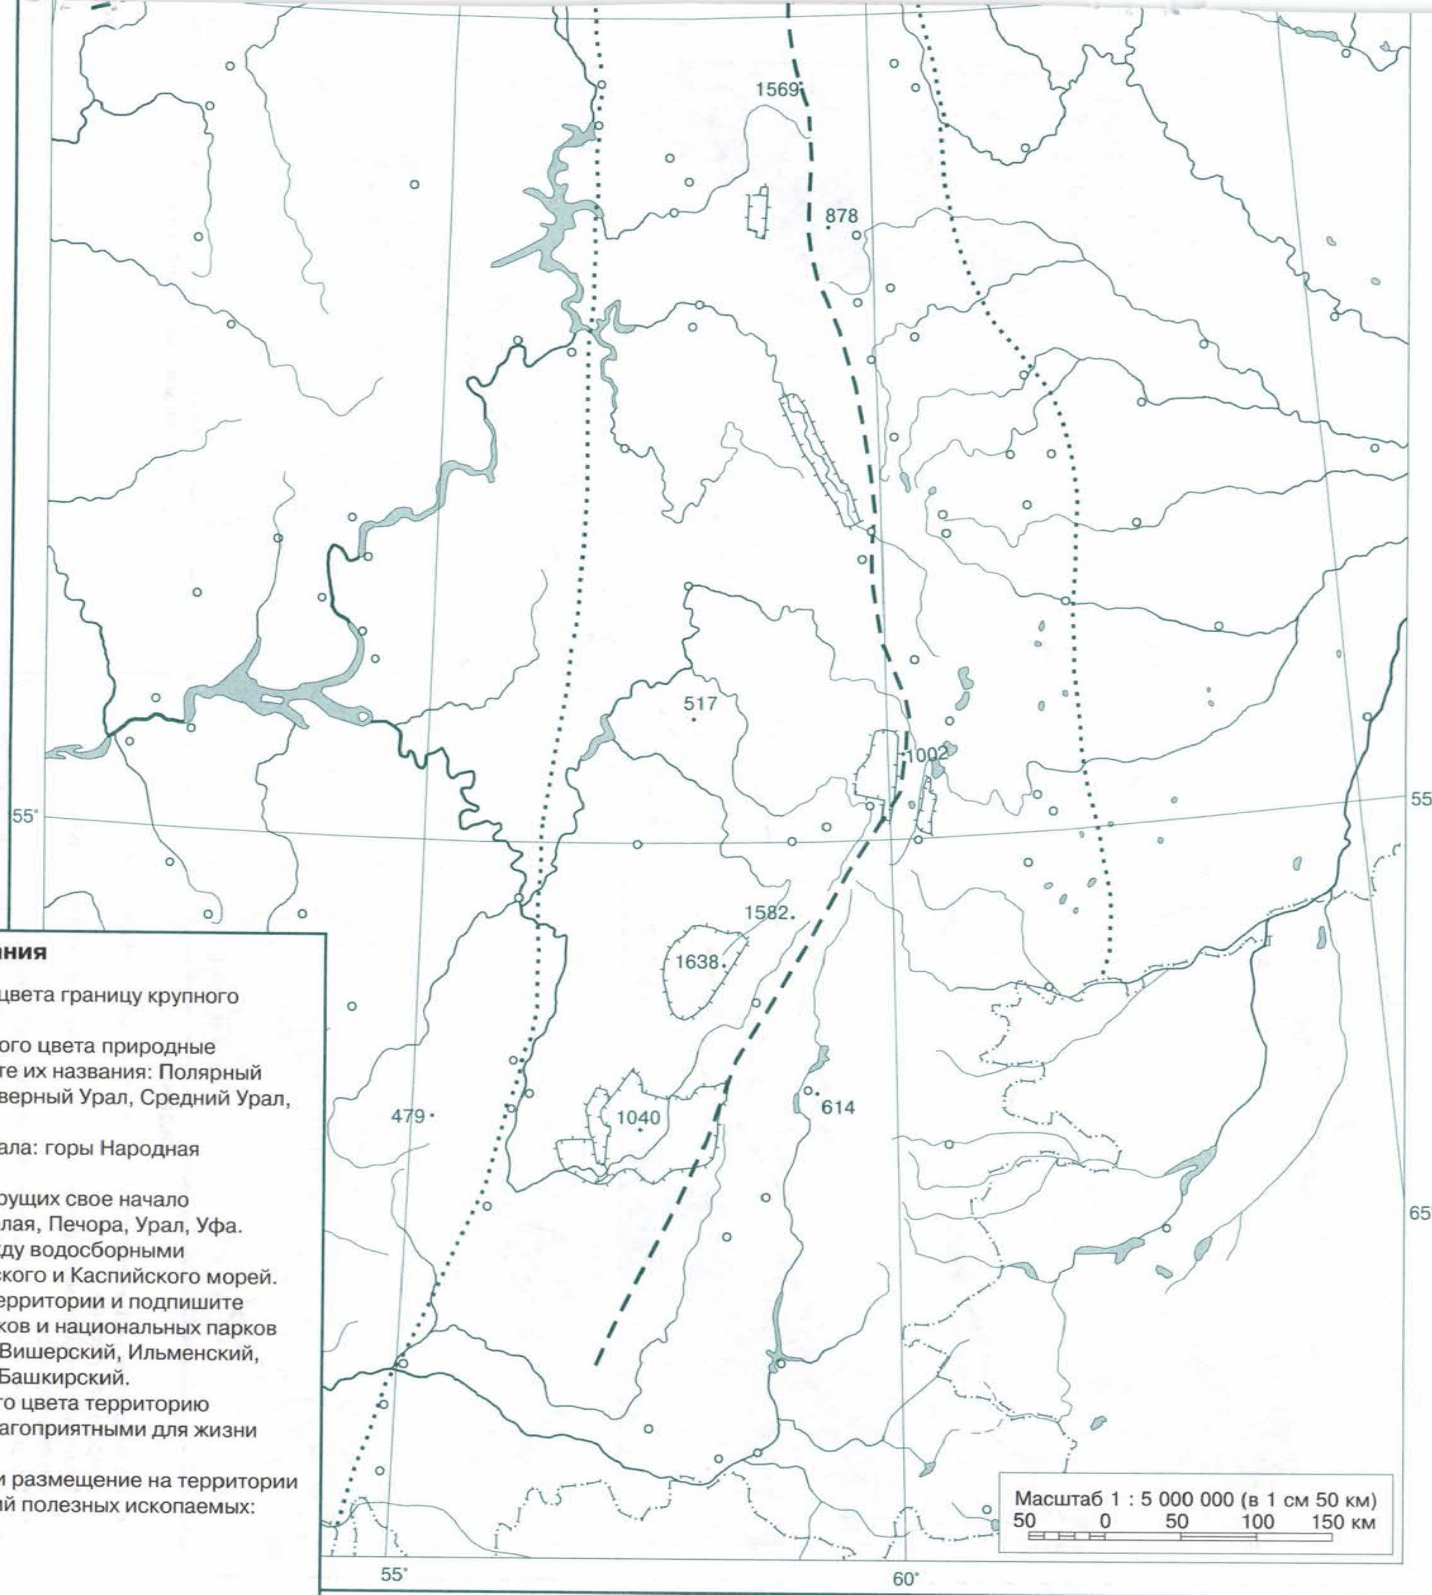 1569
878
517
1002
55°
55
1582
1638
479
1040
614
65°
цвета границу крупного
ого цвета природные
те их названия: Полярный
верный Урал, Средний Урал,
ала: горы Народная
рущих свое начало
лая, Печора, Урал, Уфа.
ду водосборными
ского и Каспийского морей.
ерритории и подпишите
ков и национальных парков
Вишерский, Ильменский,
Башкирский.
го цвета территорию
агоприятными для жизни
и размещение на территории
ий полезных ископаемых:
Масштаб 1 : 5 000 000 (в 1 см 50 км)
50 0 50 100 150 км
55°
60°